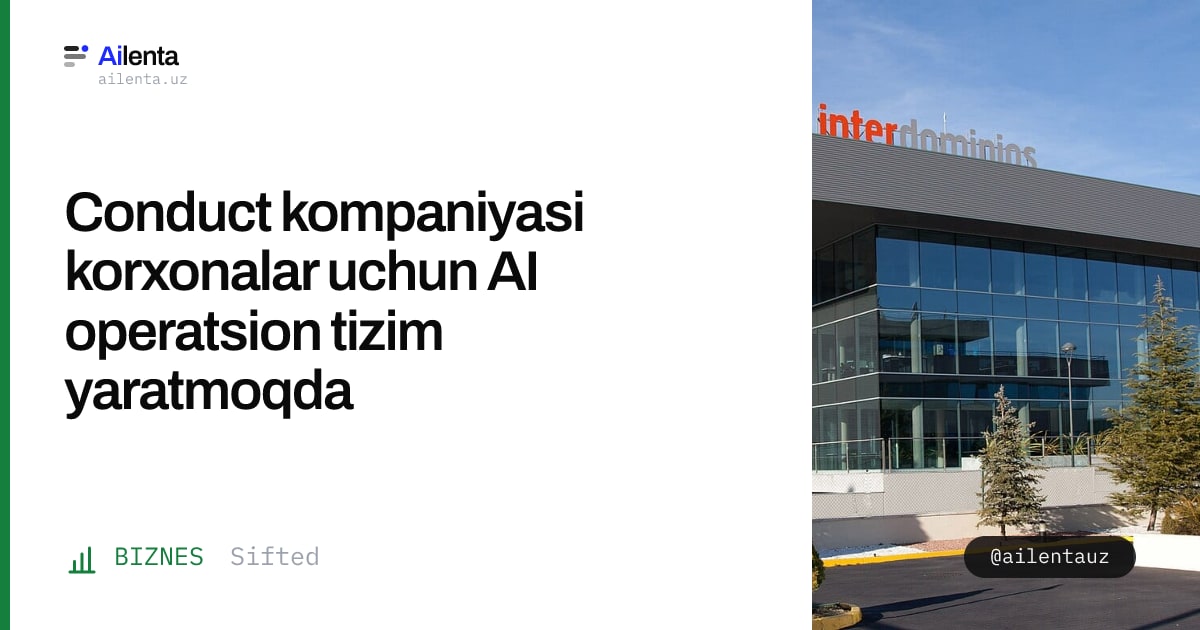 Ailenta
ailenta.uz
Conduct kompaniyasi
korxonalar uchun AI
operatsion tizim
yaratmoqda
BIZNES Sifted
interdominios
@ailentauz